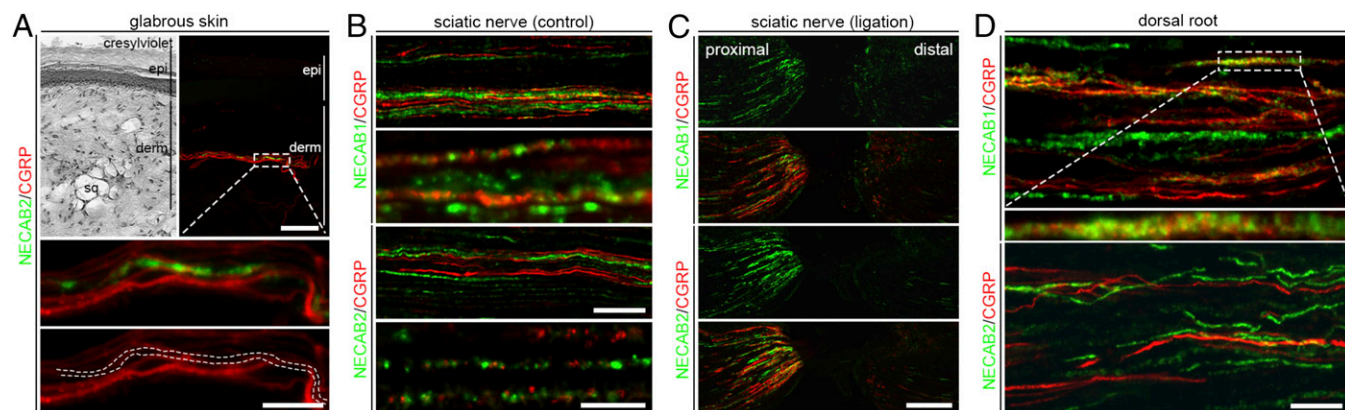 A
glabrous skin
NECAB2/CGRP
cresylviolet
epi
derm
sq
epi
derm
B
sciatic nerve (control)
NECAB1/CGRP
NECAB2/CGRP
C
sciatic nerve (ligation)
NECAB1/CGRP
NECAB2/CGRP
proximal
distal
D
dorsal root
NECAB1/CGRP
NECAB2/CGRP